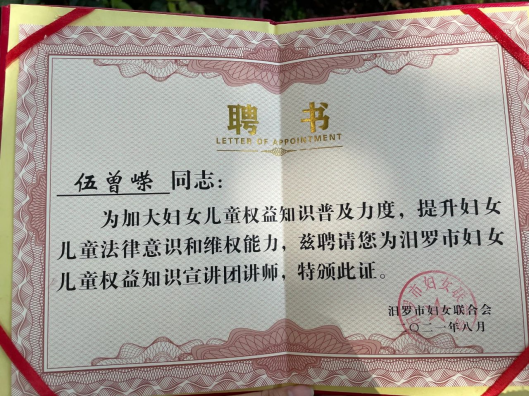 聘 书
LETTER OF APPOINTMENT
伍曾嵘 同志：
为加大妇女儿童权益知识普及力度，提升妇女
儿童法律意识和维权能力，兹聘请您为汨罗市妇女
儿童权益知识宣讲团讲师，特颁此证。
汨罗市妇女联合会
二〇二一年八月